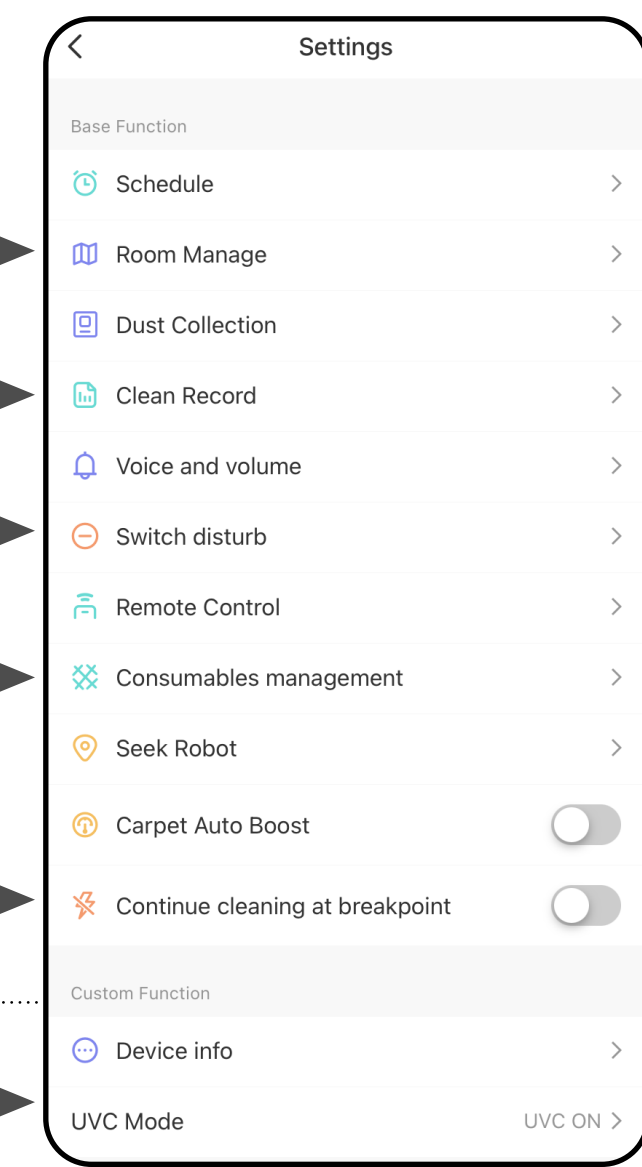 Settings
Base Function
Schedule
Room Manage
Dust Collection
Clean Record
Voice and volume
Switch disturb
Remote Control
Consumables management
Seek Robot
Carpet Auto Boost
Continue cleaning at breakpoint
Custom Function
Device info
UVC Mode UVC ON